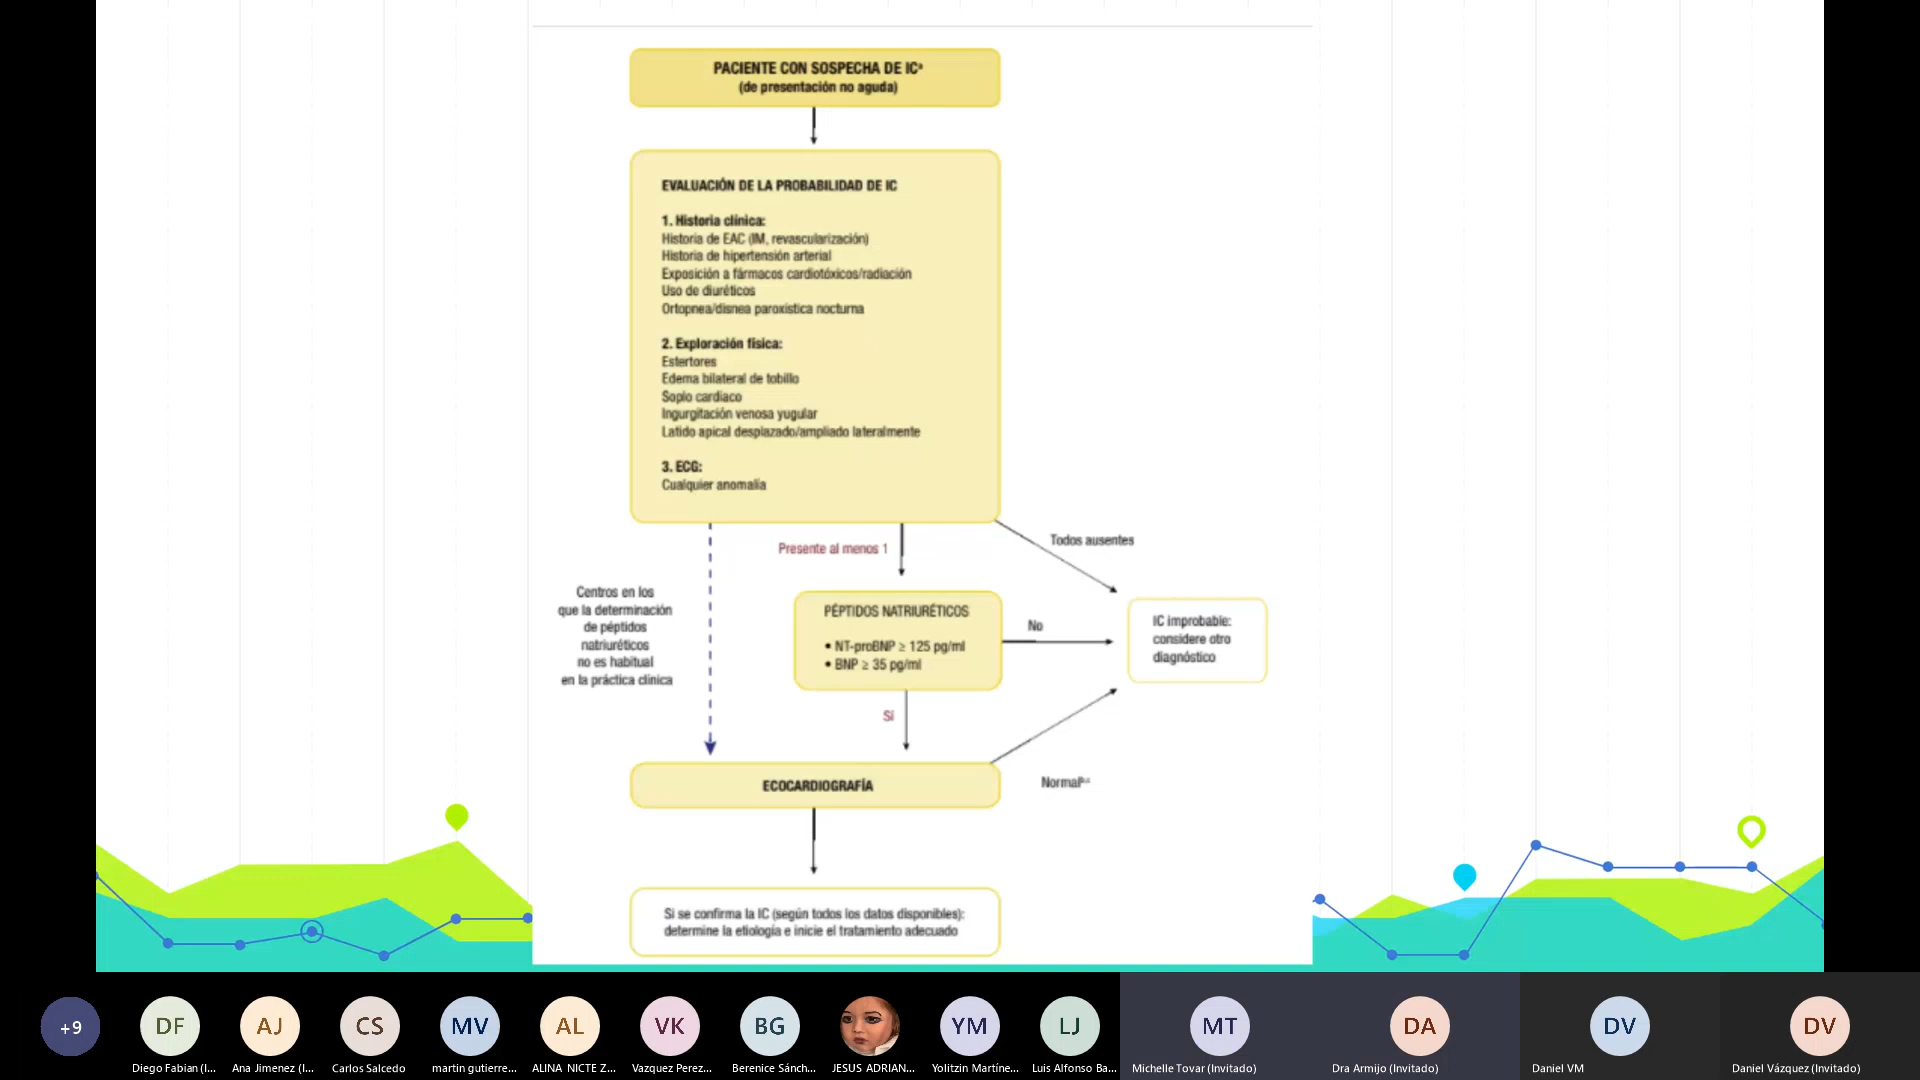 PACIENTE CON SOSPECHA DE ICª
(de presentación no aguda)
EVALUACIÓN DE LA PROBABILIDAD DE IC
1. Historia clínica:
Historia de EAC (IM, revascularización)
Historia de hipertensión arterial
Exposición a fármacos cardiotóxicos/radiación
Uso de diuréticos
Ortopnea/disnea paroxística nocturna
2. Exploración física:
Estertores
Edema bilateral de tobillo
Soplo cardiaco
Ingurgitación venosa yugular
Latido apical desplazado/ampliado lateralmente
3. ECG:
Cualquier anomalía
Presente al menos 1
Todos ausentes
Centros en los
que la determinación
de péptidos
natriuréticos
no es habitual
en la práctica clínica
PÉPTIDOS NATRIURÉTICOS
• NT-proBNP ≥ 125 pg/ml
• BNP ≥ 35 pg/ml
No
IC improbable:
considere otro
diagnóstico
Sí
ECOCARDIOGRAFÍA
Normal
Si se confirma la IC (según todos los datos disponibles):
determine la etiología e inicie el tratamiento adecuado
+9
DF
AJ
CS
MV
AL
VK
BG
YM
LJ
MT
DA
DV
DV
Diego Fabian (I...
Ana Jimenez (I...
Carlos Salcedo
martin gutierre...
ALINA NICTE Z...
Vazquez Perez...
Berenice Sánch...
JESUS ADRIAN...
Yolitzin Martíne...
Luis Alfonso Ba...
Michelle Tovar (Invitado)
Dra Armijo (Invitado)
Daniel VM
Daniel Vázquez (Invitado)